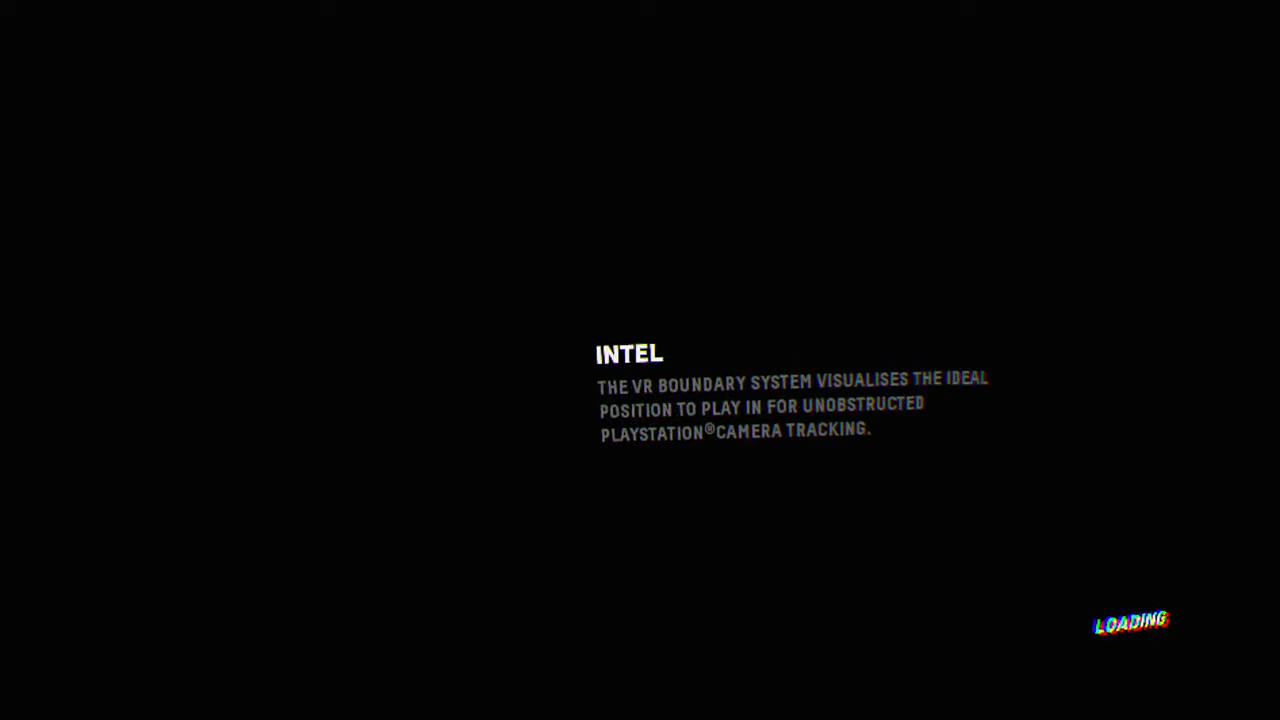 INTEL
THE VR BOUNDARY SYSTEM VISUALISES THE IDEAL
POSITION TO PLAY IN FOR UNOBSTRUCTED
PLAYSTATION®CAMERA TRACKING.
LOADING